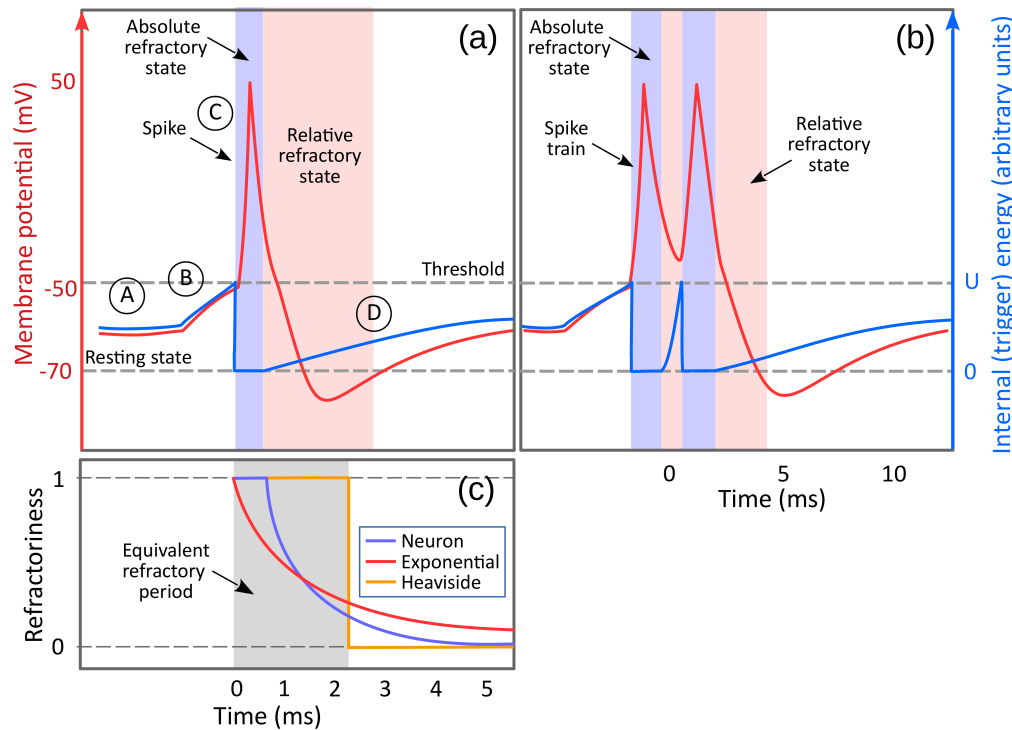 (a)
Absolute
refractory
state
50
C
Spike
Relative
refractory
state
Membrane potential (mV)
Threshold
B
A
-50
D
Resting state
-70
(b)
Absolute
refractory
state
Spike
train
Relative
refractory
state
U
0
Internal (trigger) energy (arbitrary units)
0
5
10
Time (ms)
(c)
1
Refractoriness
Equivalent
refractory
period
Neuron
Exponential
Heaviside
0
0 1 2 3 4 5
Time (ms)